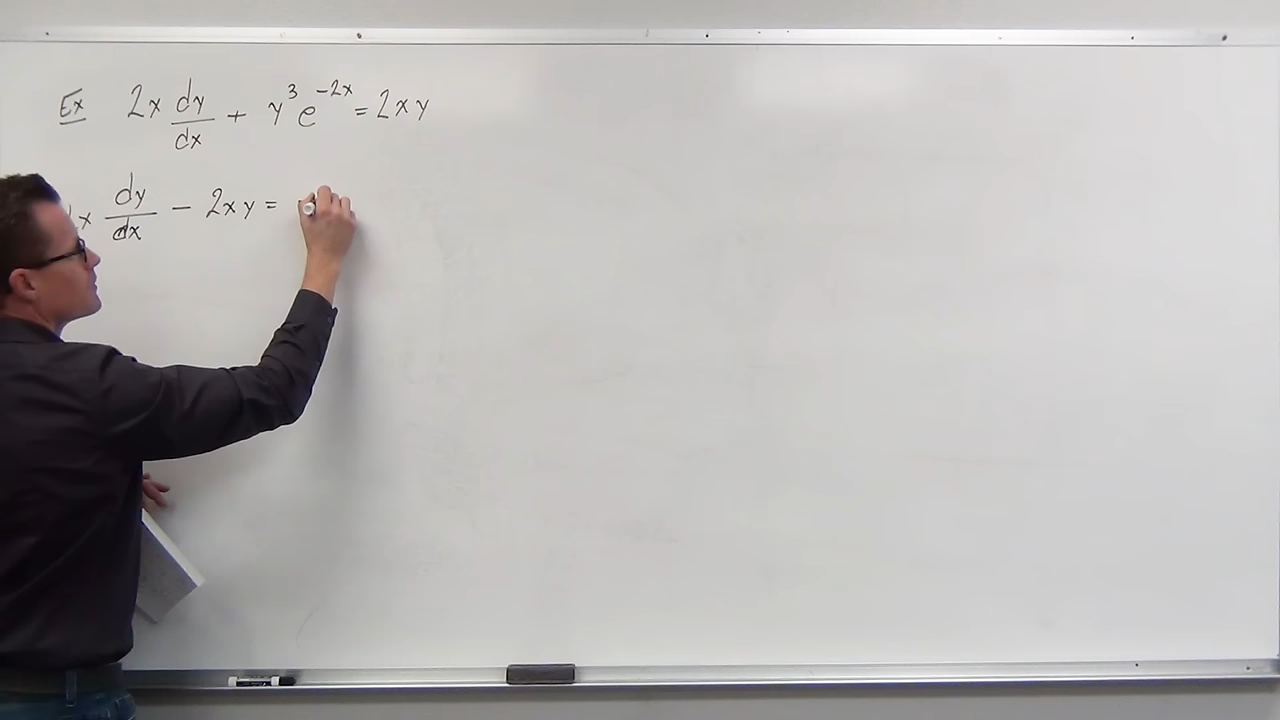 Ex 2x dy/dx + y³e^(-2x) = 2xy
x dy/dx - 2xy =